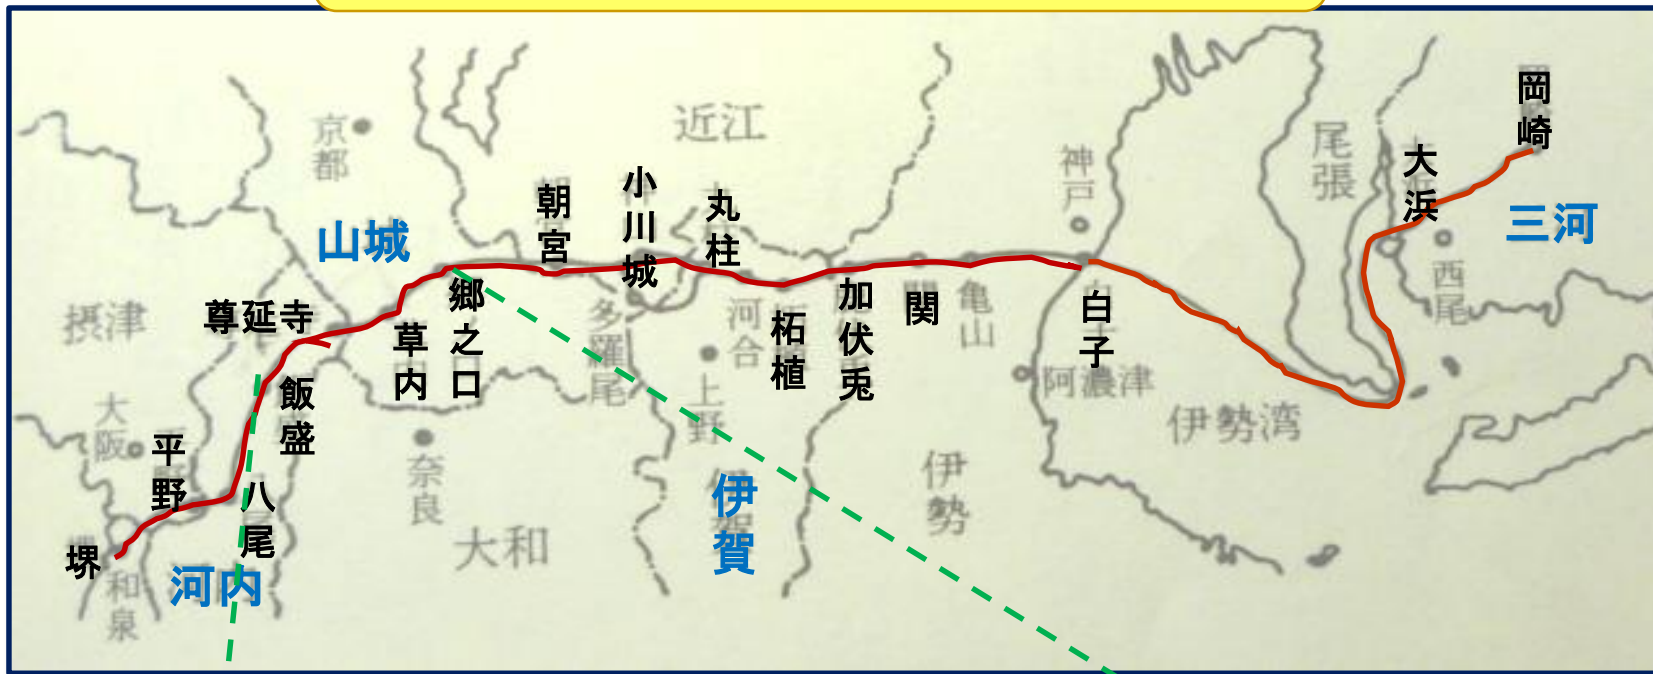 岡崎
大浜
三河
尾張
西尾
神戸
近江
京都
山城
朝宮
小川城
丸柱
摂津
尊延寺
草内
郷之口
多羅尾
河合
柘植
加伏兎
関
亀山
白子
阿濃津
伊勢湾
大阪
平野
飯盛
八尾
奈良
上野
伊賀
伊勢
大和
堺
河内
和泉